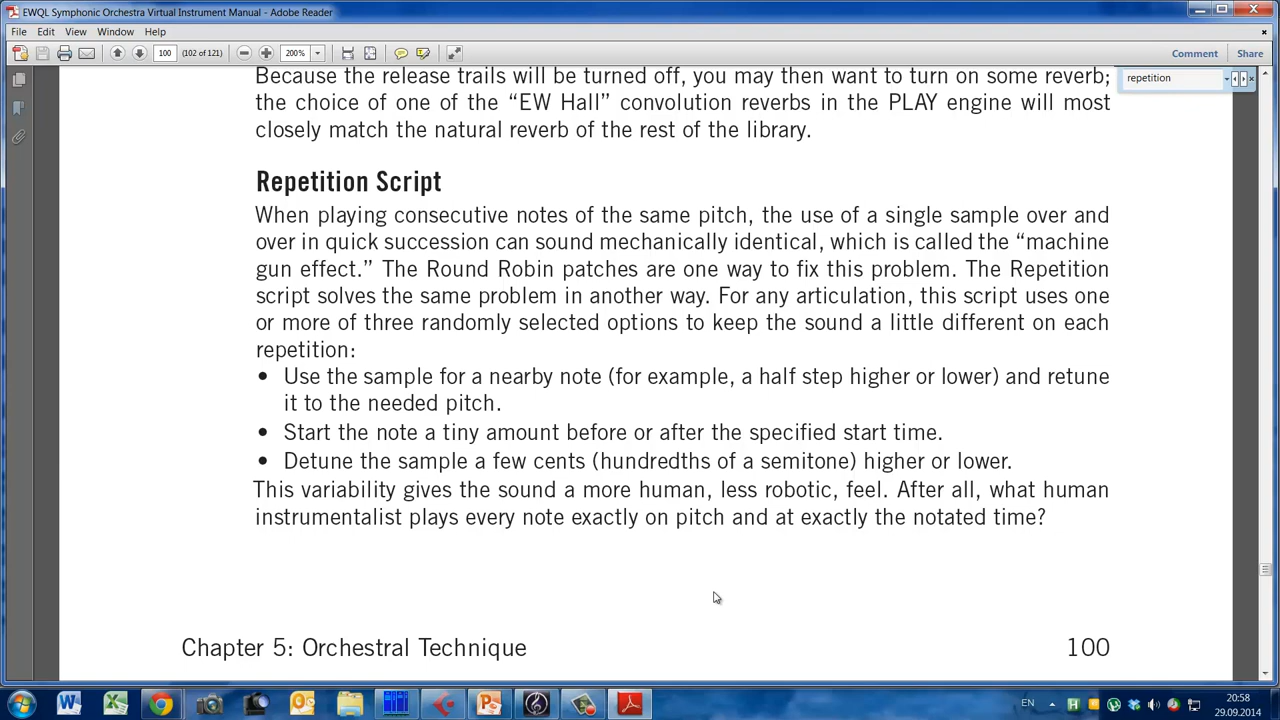 EWQL Symphonic Orchestra Virtual Instrument Manual - Adobe Reader
File Edit View Window Help
100 (102 of 121) 200% Comment Share
repetition
Because the release trails will be turned off, you may then want to turn on some reverb;
the choice of one of the “EW Hall” convolution reverbs in the PLAY engine will most
closely match the natural reverb of the rest of the library.
Repetition Script
When playing consecutive notes of the same pitch, the use of a single sample over and
over in quick succession can sound mechanically identical, which is called the “machine
gun effect.” The Round Robin patches are one way to fix this problem. The Repetition
script solves the same problem in another way. For any articulation, this script uses one
or more of three randomly selected options to keep the sound a little different on each
repetition:
• Use the sample for a nearby note (for example, a half step higher or lower) and retune
it to the needed pitch.
• Start the note a tiny amount before or after the specified start time.
• Detune the sample a few cents (hundredths of a semitone) higher or lower.
This variability gives the sound a more human, less robotic, feel. After all, what human
instrumentalist plays every note exactly on pitch and at exactly the notated time?
Chapter 5: Orchestral Technique 100
EN 20:58
29.09.2014